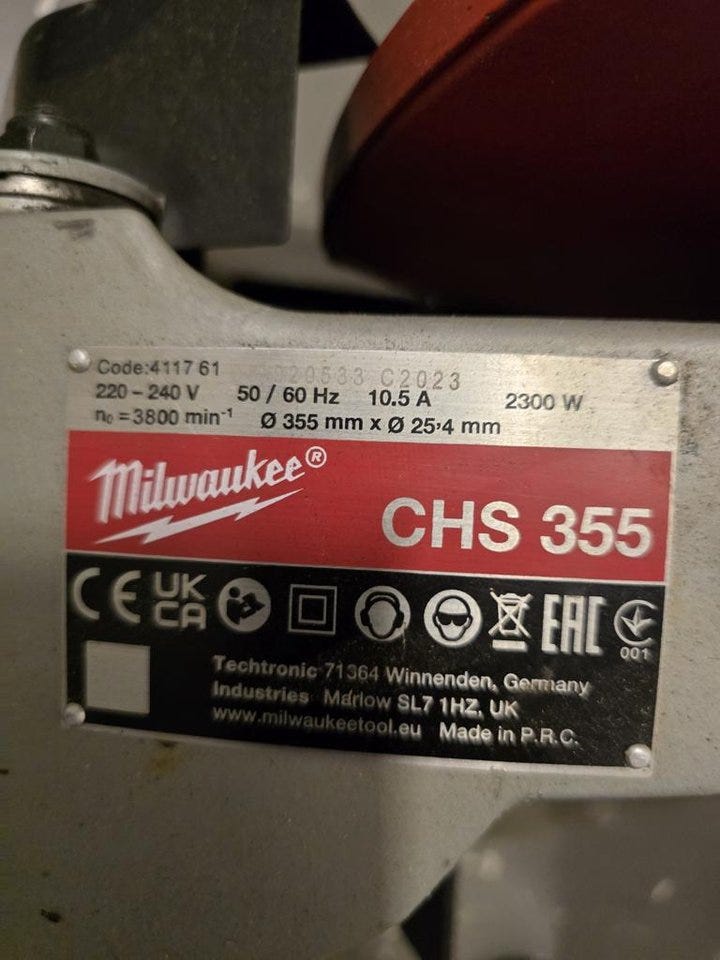 Code:4117 61
C2023
220 – 240 V 50 / 60 Hz 10.5 A 2300 W
n₀ =3800 min⁻¹ Ø 355 mm x Ø 25,4 mm
Milwaukee®
CHS 355
CE UK CA EAC
001
Techtronic 71364 Winnenden, Germany
Industries Marlow SL7 1HZ, UK
www.milwaukeetool.eu Made in P.R.C.